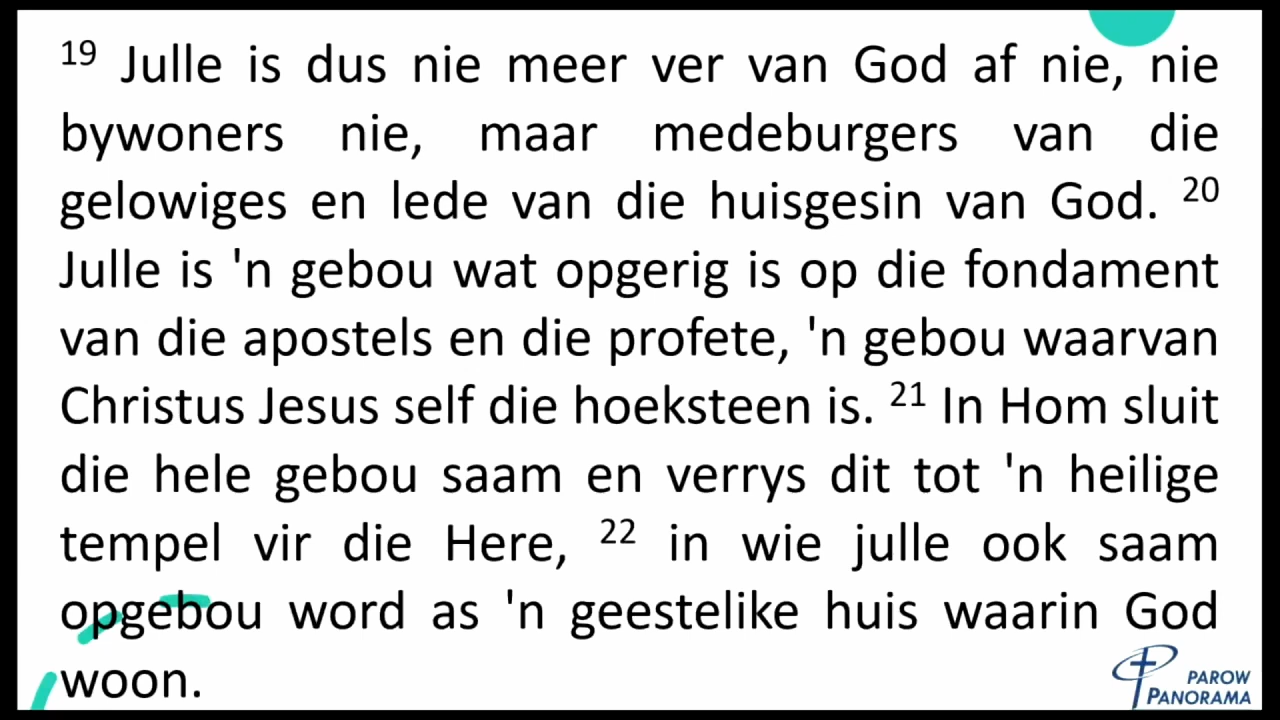 19 Julle is dus nie meer ver van God af nie, nie
bywoners nie, maar medeburgers van die
gelowiges en lede van die huisgesin van God. 20
Julle is 'n gebou wat opgerig is op die fondament
van die apostels en die profete, 'n gebou waarvan
Christus Jesus self die hoeksteen is. 21 In Hom sluit
die hele gebou saam en verrys dit tot 'n heilige
tempel vir die Here, 22 in wie julle ook saam
opgebou word as 'n geestelike huis waarin God
woon.
PAROW
PANORAMA